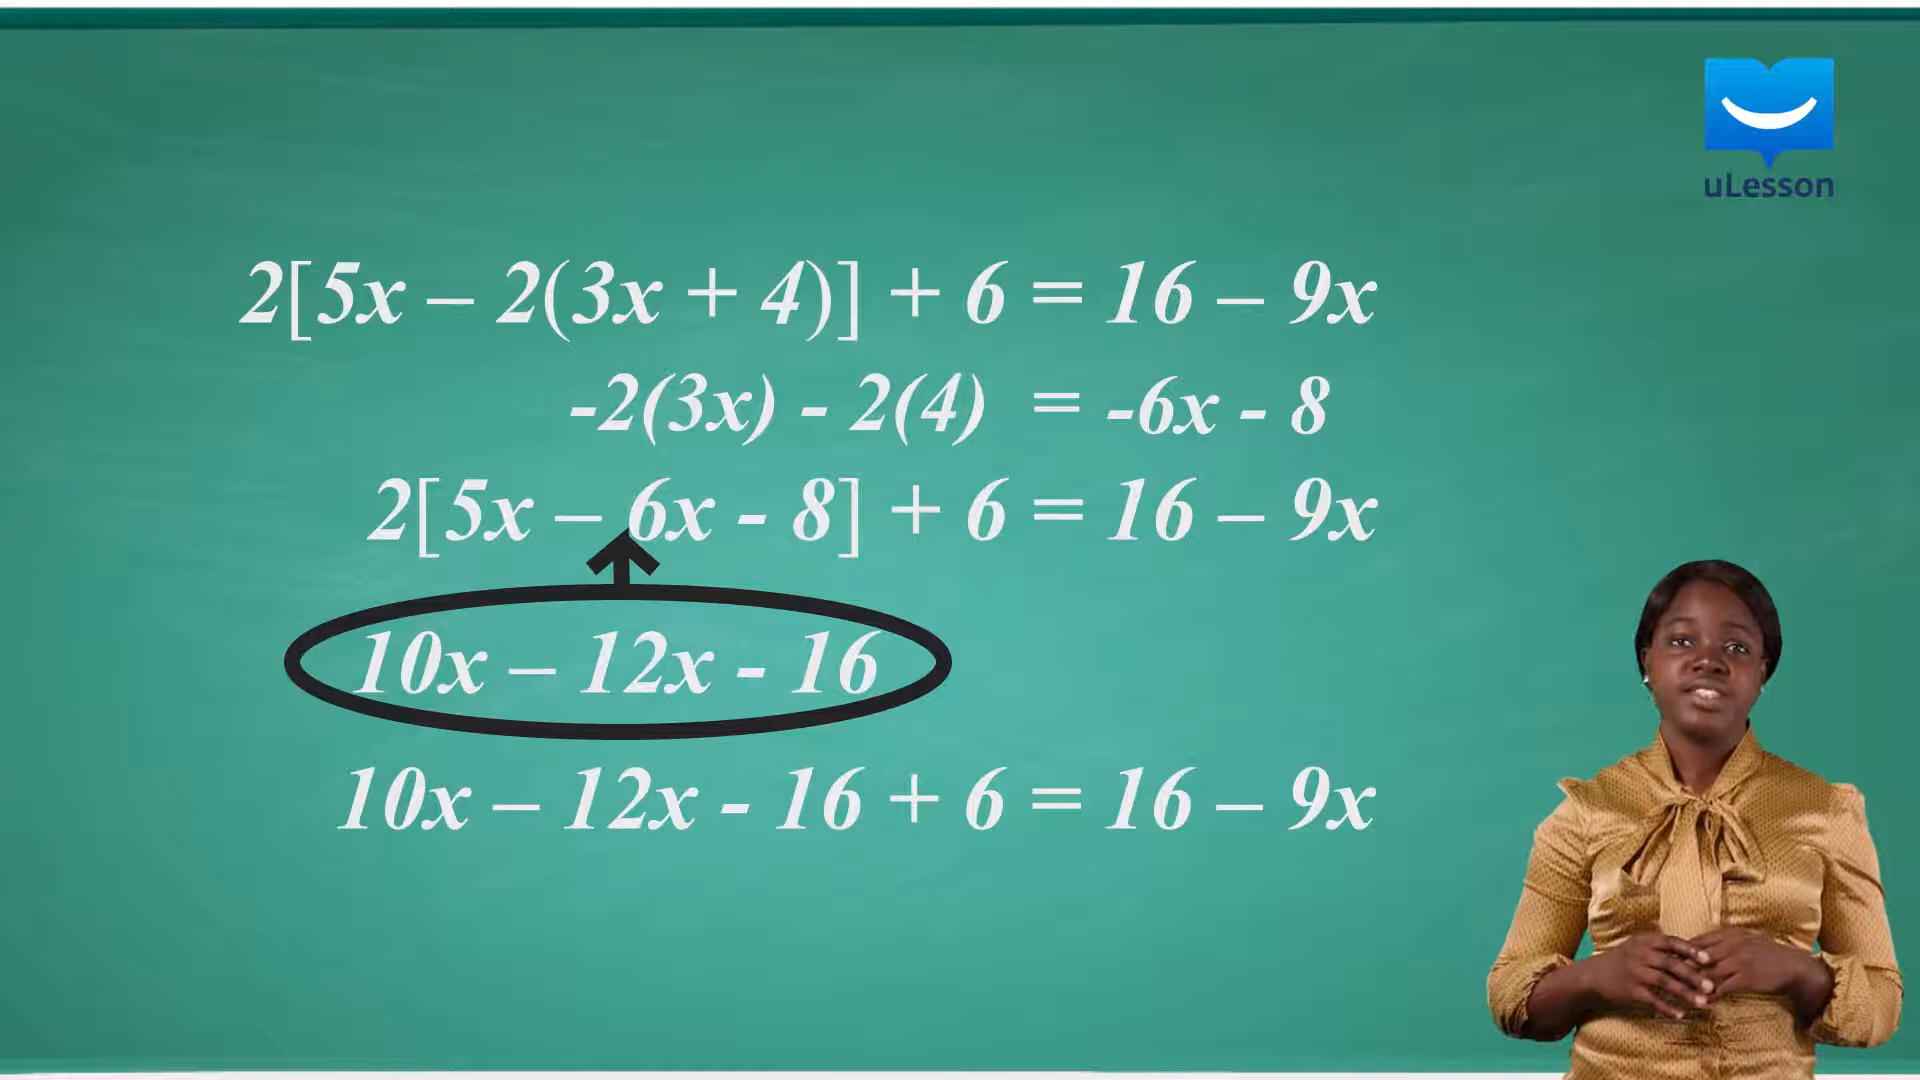 uLesson
2[5x – 2(3x + 4)] + 6 = 16 – 9x
-2(3x) - 2(4) = -6x - 8
2[5x – 6x - 8] + 6 = 16 – 9x
10x – 12x - 16
10x – 12x - 16 + 6 = 16 – 9x